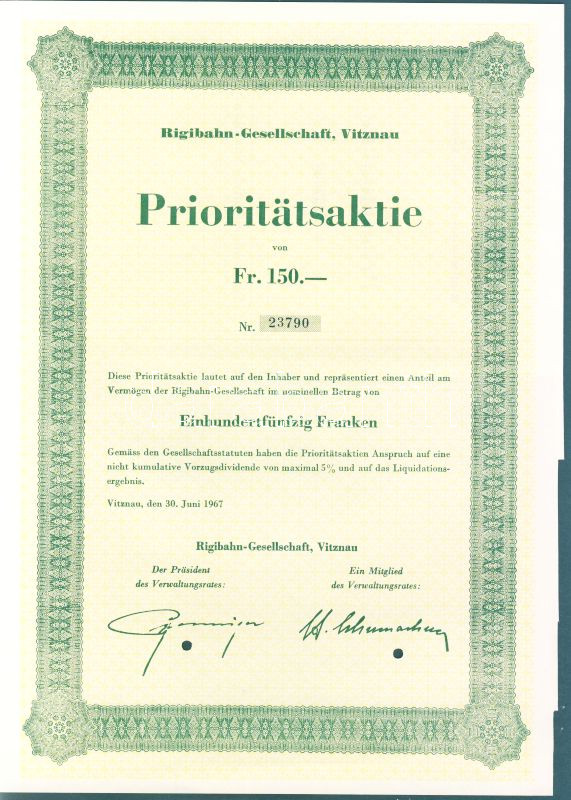 Rigibahn-Gesellschaft, Vitznau
Prioritätsaktie
von
Fr. 150.—
Nr. 23790
Diese Prioritätsaktie lautet auf den Inhaber und repräsentiert einen Anteil am
Vermögen der Rigibahn-Gesellschaft im nominellen Betrag von
Einhundertfünfzig Franken
Gemäss den Gesellschaftsstatuten haben die Prioritätsaktien Anspruch auf eine
nicht kumulative Vorzugsdividende von maximal 5% und auf das Liquidations-
ergebnis.
Vitznau, den 30. Juni 1967
Rigibahn-Gesellschaft, Vitznau
Der Präsident
des Verwaltungsrates:
Ein Mitglied
des Verwaltungsrates:
H. Schumacher